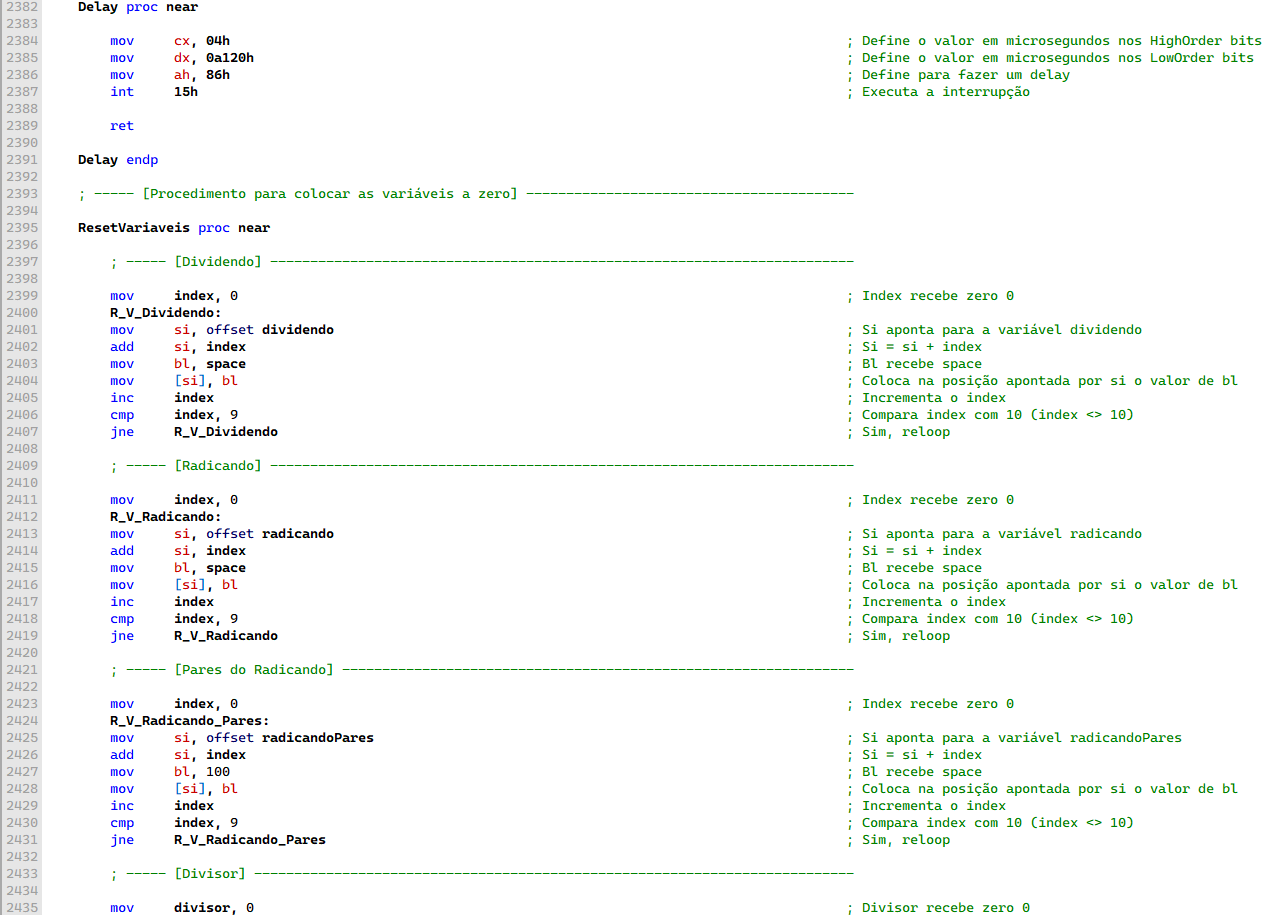 2382 Delay proc near
2383
2384 mov cx, 04h ; Define o valor em microsegundos nos HighOrder bits
2385 mov dx, 0a120h ; Define o valor em microsegundos nos LowOrder bits
2386 mov ah, 86h ; Define para fazer um delay
2387 int 15h ; Executa a interrupção
2388
2389 ret
2390
2391 Delay endp
2392
2393 ; ----- [Procedimento para colocar as variáveis a zero] -----------------------------------------
2394
2395 ResetVariaveis proc near
2396
2397 ; ----- [Dividendo] -------------------------------------------------------------------------
2398
2399 mov index, 0 ; Index recebe zero 0
2400 R_V_Dividendo:
2401 mov si, offset dividendo ; Si aponta para a variável dividendo
2402 add si, index ; Si = si + index
2403 mov bl, space ; Bl recebe space
2404 mov [si], bl ; Coloca na posição apontada por si o valor de bl
2405 inc index ; Incrementa o index
2406 cmp index, 9 ; Compara index com 10 (index <> 10)
2407 jne R_V_Dividendo ; Sim, reloop
2408
2409 ; ----- [Radicando] -------------------------------------------------------------------------
2410
2411 mov index, 0 ; Index recebe zero 0
2412 R_V_Radicando:
2413 mov si, offset radicando ; Si aponta para a variável radicando
2414 add si, index ; Si = si + index
2415 mov bl, space ; Bl recebe space
2416 mov [si], bl ; Coloca na posição apontada por si o valor de bl
2417 inc index ; Incrementa o index
2418 cmp index, 9 ; Compara index com 10 (index <> 10)
2419 jne R_V_Radicando ; Sim, reloop
2420
2421 ; ----- [Pares do Radicando] ----------------------------------------------------------------
2422
2423 mov index, 0 ; Index recebe zero 0
2424 R_V_Radicando_Pares:
2425 mov si, offset radicandoPares ; Si aponta para a variável radicandoPares
2426 add si, index ; Si = si + index
2427 mov bl, 100 ; Bl recebe space
2428 mov [si], bl ; Coloca na posição apontada por si o valor de bl
2429 inc index ; Incrementa o index
2430 cmp index, 9 ; Compara index com 10 (index <> 10)
2431 jne R_V_Radicando_Pares ; Sim, reloop
2432
2433 ; ----- [Divisor] ---------------------------------------------------------------------------
2434
2435 mov divisor, 0 ; Divisor recebe zero 0